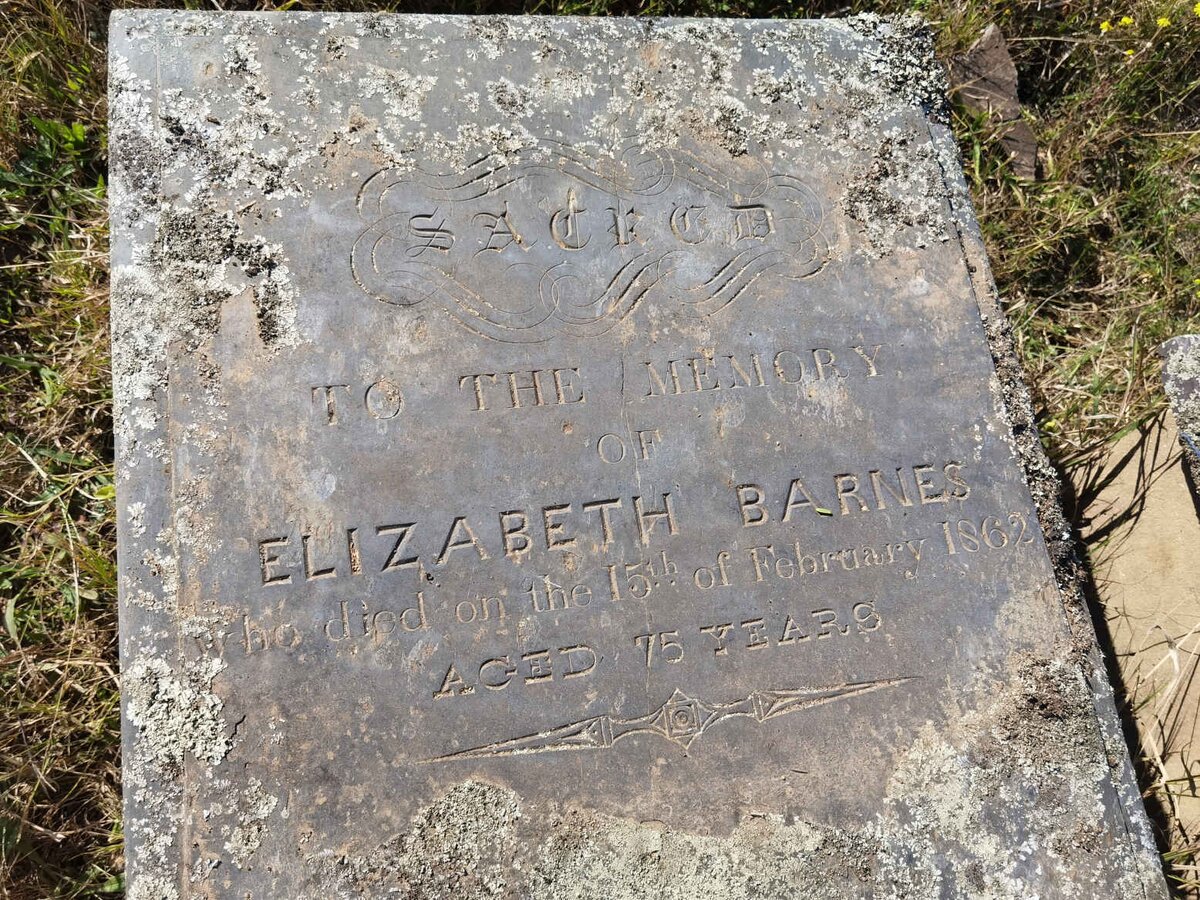 SACRED
TO THE MEMORY
OF
ELIZABETH BARNES
who died on the 15th of February 1862
AGED 75 YEARS